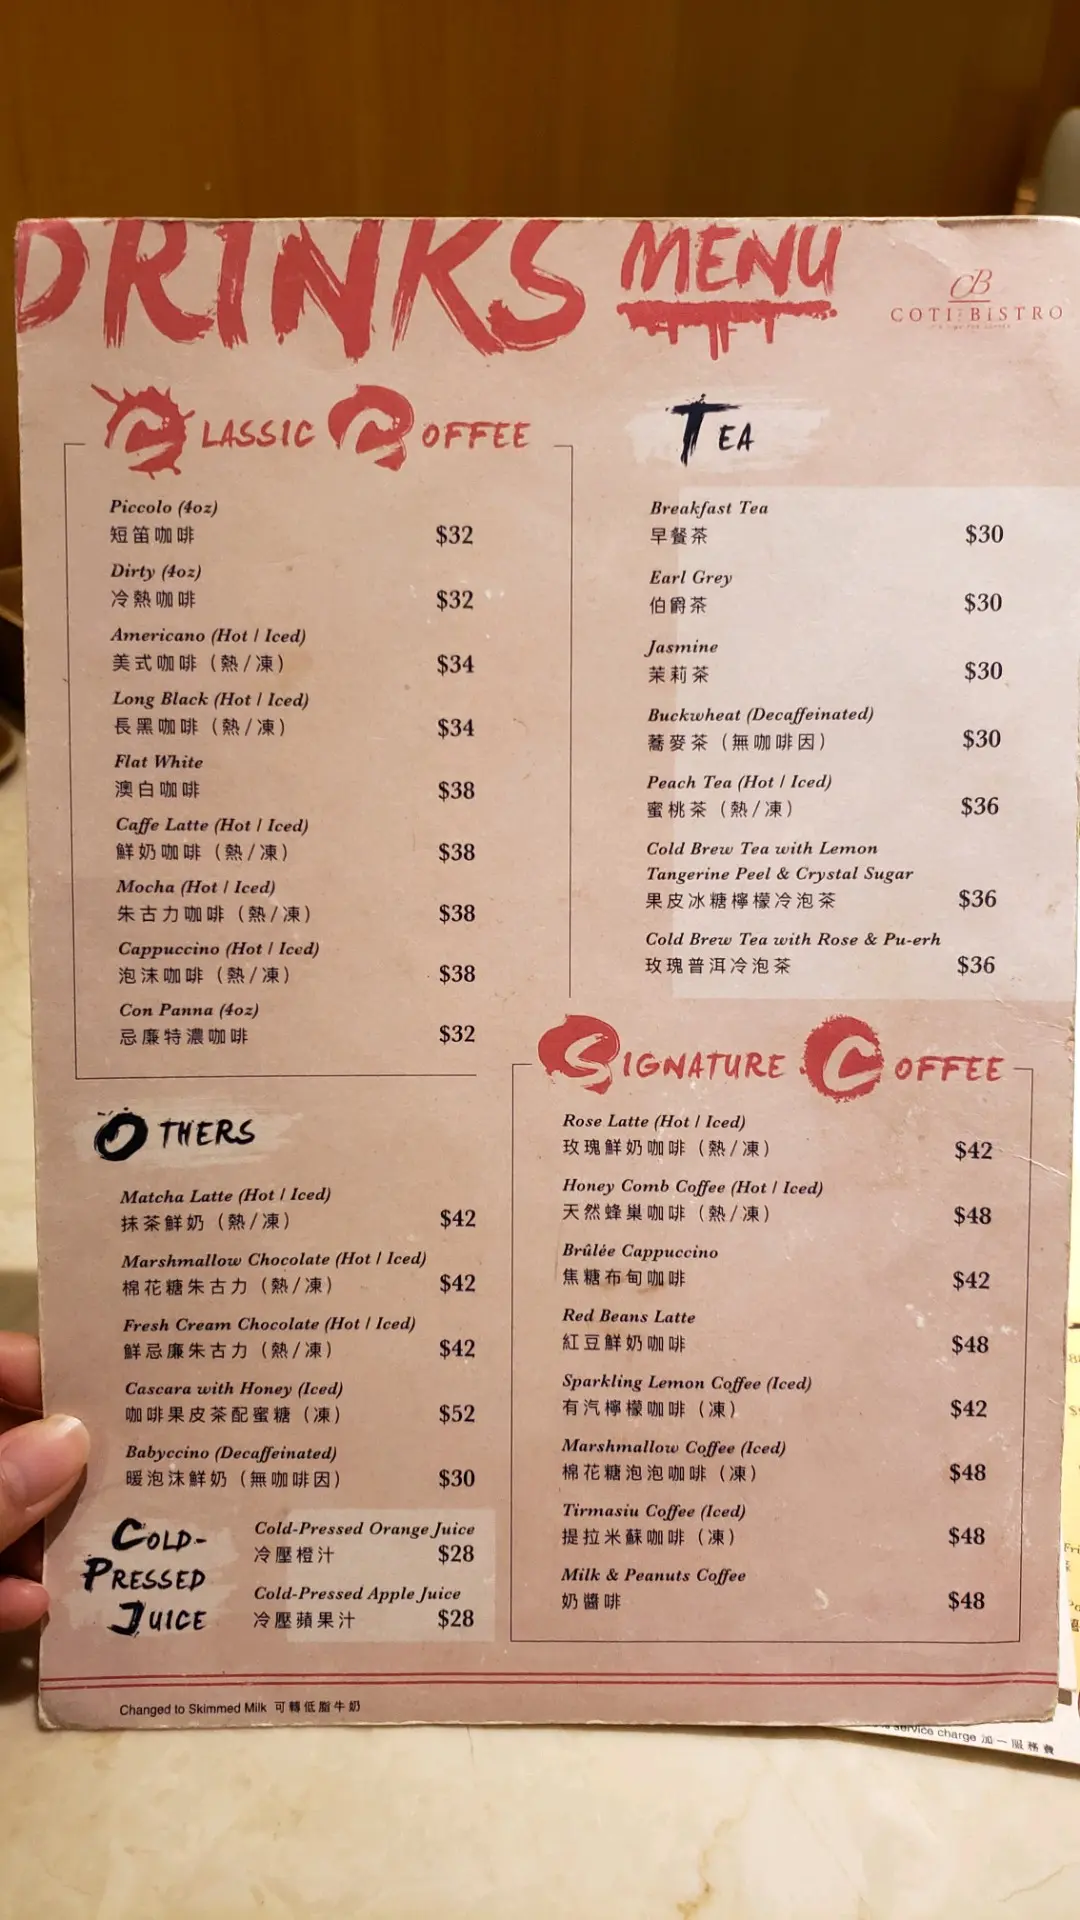 DRINKS MENU
CB
COTI BISTRO
CLASSIC COFFEE
Piccolo (4oz)
短笛咖啡 $32
Dirty (4oz)
冷熱咖啡 $32
Americano (Hot / Iced)
美式咖啡（熱/凍） $34
Long Black (Hot / Iced)
長黑咖啡（熱/凍） $34
Flat White
澳白咖啡 $38
Caffe Latte (Hot / Iced)
鮮奶咖啡（熱/凍） $38
Mocha (Hot / Iced)
朱古力咖啡（熱/凍） $38
Cappuccino (Hot / Iced)
泡沫咖啡（熱/凍） $38
Con Panna (4oz)
忌廉特濃咖啡 $32
TEA
Breakfast Tea
早餐茶 $30
Earl Grey
伯爵茶 $30
Jasmine
茉莉茶 $30
Buckwheat (Decaffeinated)
蕎麥茶（無咖啡因） $30
Peach Tea (Hot / Iced)
蜜桃茶（熱/凍） $36
Cold Brew Tea with Lemon
Tangerine Peel & Crystal Sugar
果皮冰糖檸檬冷泡茶 $36
Cold Brew Tea with Rose & Pu-erh
玫瑰普洱冷泡茶 $36
OTHERS
Matcha Latte (Hot / Iced)
抹茶鮮奶（熱/凍） $42
Marshmallow Chocolate (Hot / Iced)
棉花糖朱古力（熱/凍） $42
Fresh Cream Chocolate (Hot / Iced)
鮮忌廉朱古力（熱/凍） $42
Cascara with Honey (Iced)
咖啡果皮茶配蜜糖（凍） $52
Babyccino (Decaffeinated)
暖泡沫鮮奶（無咖啡因） $30
COLD-
PRESSED
JUICE
Cold-Pressed Orange Juice
冷壓橙汁 $28
Cold-Pressed Apple Juice
冷壓蘋果汁 $28
SIGNATURE COFFEE
Rose Latte (Hot / Iced)
玫瑰鮮奶咖啡（熱/凍） $42
Honey Comb Coffee (Hot / Iced)
天然蜂巢咖啡（熱/凍） $48
Brûlée Cappuccino
焦糖布甸咖啡 $42
Red Beans Latte
紅豆鮮奶咖啡 $48
Sparkling Lemon Coffee (Iced)
有汽檸檬咖啡（凍） $42
Marshmallow Coffee (Iced)
棉花糖泡泡咖啡（凍） $48
Tirmasiu Coffee (Iced)
提拉米蘇咖啡（凍） $48
Milk & Peanuts Coffee
奶醬啡 $48
Changed to Skimmed Milk 可轉低脂牛奶
service charge 加一服務費